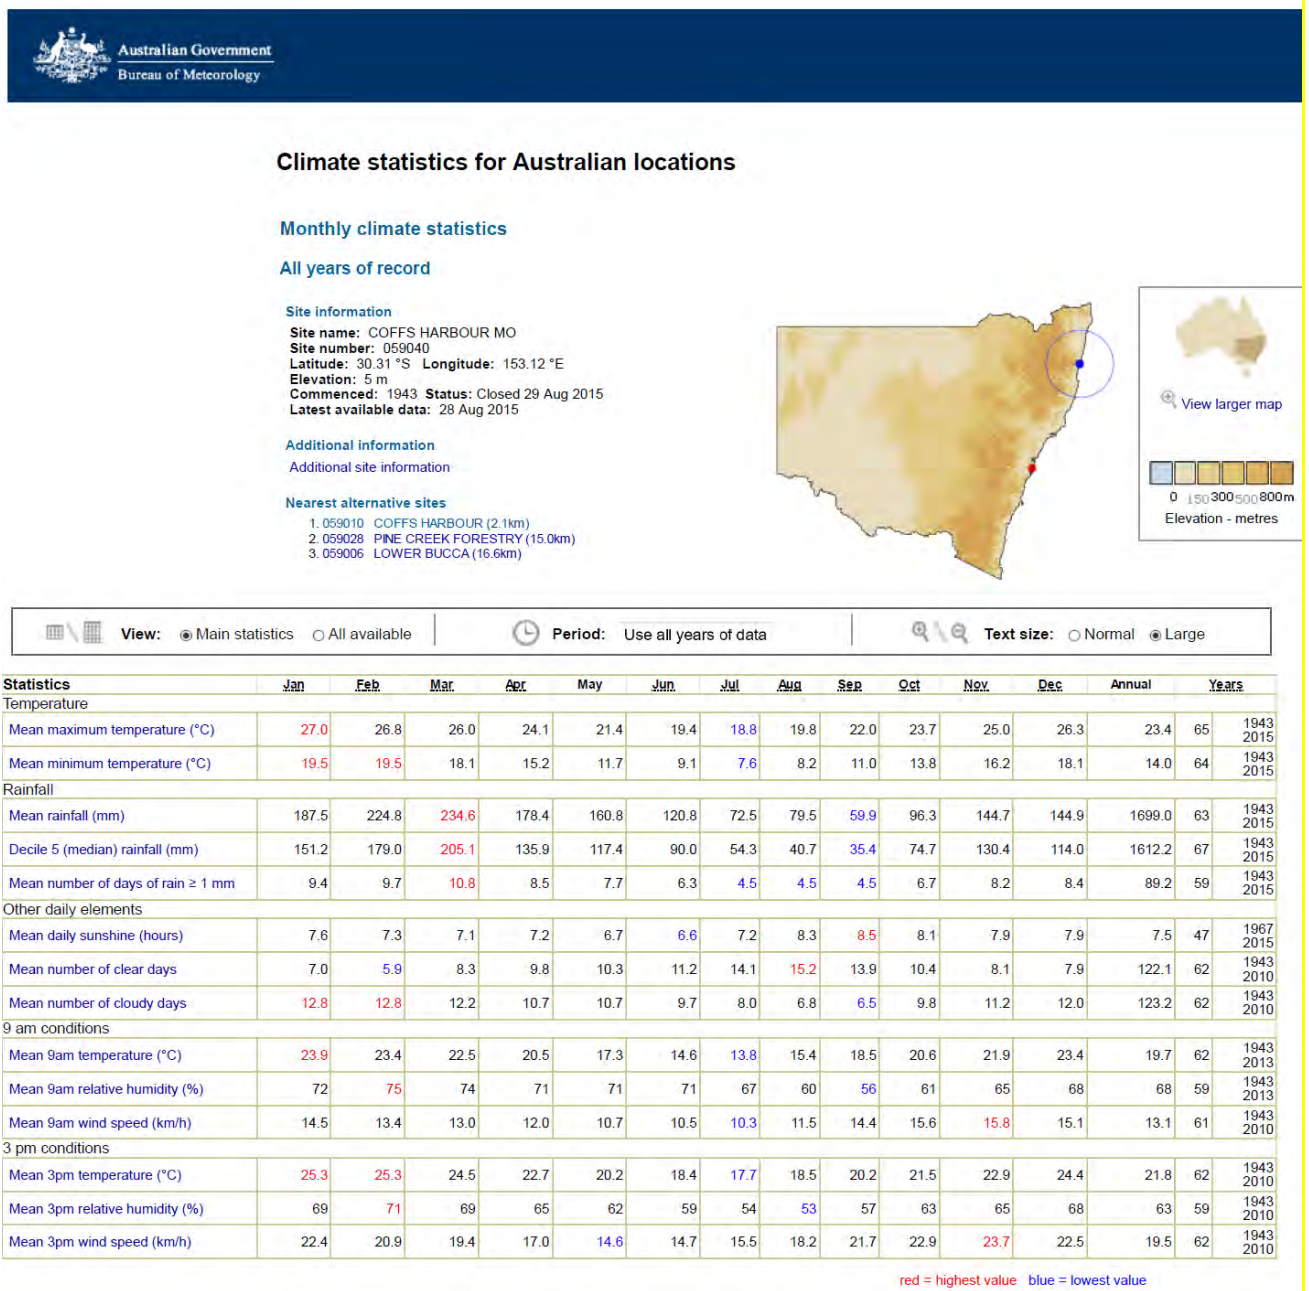 Australian Government
Bureau of Meteorology
Climate statistics for Australian locations
Monthly climate statistics
All years of record
Site information
Site name: COFFS HARBOUR MO
Site number: 059040
Latitude: 30.31 °S Longitude: 153.12 °E
Elevation: 5 m
Commenced: 1943 Status: Closed 29 Aug 2015
Latest available data: 28 Aug 2015
Additional information
Additional site information
Nearest alternative sites
1. 059010 COFFS HARBOUR (2.1km)
2. 059028 PINE CREEK FORESTRY (15.0km)
3. 059006 LOWER BUCCA (16.6km)
View larger map
0 150 300 500 800m
Elevation - metres
View: Main statistics All available Period: Use all years of data Text size: Normal Large
Statistics Jan Feb Mar Apr May Jun Jul Aug Sep Oct Nov Dec Annual Years
Temperature
Mean maximum temperature (°C) 27.0 26.8 26.0 24.1 21.4 19.4 18.8 19.8 22.0 23.7 25.0 26.3 23.4 65 1943 2015
Mean minimum temperature (°C) 19.5 19.5 18.1 15.2 11.7 9.1 7.6 8.2 11.0 13.8 16.2 18.1 14.0 64 1943 2015
Rainfall
Mean rainfall (mm) 187.5 224.8 234.6 178.4 160.8 120.8 72.5 79.5 59.9 96.3 144.7 144.9 1699.0 63 1943 2015
Decile 5 (median) rainfall (mm) 151.2 179.0 205.1 135.9 117.4 90.0 54.3 40.7 35.4 74.7 130.4 114.0 1612.2 67 1943 2015
Mean number of days of rain ≥ 1 mm 9.4 9.7 10.8 8.5 7.7 6.3 4.5 4.5 4.5 6.7 8.2 8.4 89.2 59 1943 2015
Other daily elements
Mean daily sunshine (hours) 7.6 7.3 7.1 7.2 6.7 6.6 7.2 8.3 8.5 8.1 7.9 7.9 7.5 47 1967 2015
Mean number of clear days 7.0 5.9 8.3 9.8 10.3 11.2 14.1 15.2 13.9 10.4 8.1 7.9 122.1 62 1943 2010
Mean number of cloudy days 12.8 12.8 12.2 10.7 10.7 9.7 8.0 6.8 6.5 9.8 11.2 12.0 123.2 62 1943 2010
9 am conditions
Mean 9am temperature (°C) 23.9 23.4 22.5 20.5 17.3 14.6 13.8 15.4 18.5 20.6 21.9 23.4 19.7 62 1943 2013
Mean 9am relative humidity (%) 72 75 74 71 71 71 67 60 56 61 65 68 68 59 1943 2013
Mean 9am wind speed (km/h) 14.5 13.4 13.0 12.0 10.7 10.5 10.3 11.5 14.4 15.6 15.8 15.1 13.1 61 1943 2010
3 pm conditions
Mean 3pm temperature (°C) 25.3 25.3 24.5 22.7 20.2 18.4 17.7 18.5 20.2 21.5 22.9 24.4 21.8 62 1943 2010
Mean 3pm relative humidity (%) 69 71 69 65 62 59 54 53 57 63 65 68 63 59 1943 2010
Mean 3pm wind speed (km/h) 22.4 20.9 19.4 17.0 14.6 14.7 15.5 18.2 21.7 22.9 23.7 22.5 19.5 62 1943 2010
red = highest value blue = lowest value